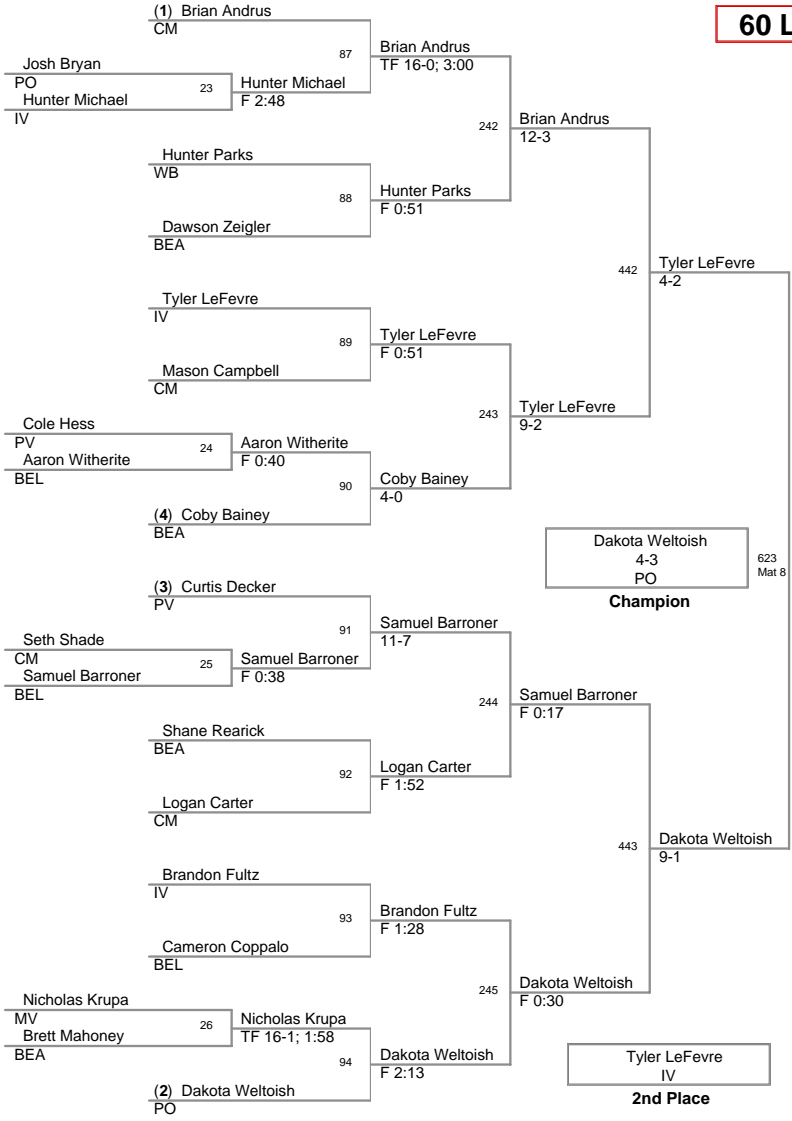 60 L
(1) Brian Andrus
CM
87
Brian Andrus
TF 16-0; 3:00
Josh Bryan
PO
23
Hunter Michael
F 2:48
Hunter Michael
IV
242
Brian Andrus
12-3
Hunter Parks
WB
88
Hunter Parks
F 0:51
Dawson Zeigler
BEA
442
Tyler LeFevre
4-2
Tyler LeFevre
IV
89
Tyler LeFevre
F 0:51
Mason Campbell
CM
243
Tyler LeFevre
9-2
Cole Hess
PV
24
Aaron Witherite
F 0:40
Aaron Witherite
BEL
90
Coby Bainey
4-0
(4) Coby Bainey
BEA
Dakota Weltoish
4-3
PO
Champion
623
Mat 8
(3) Curtis Decker
PV
91
Samuel Barroner
11-7
Seth Shade
CM
25
Samuel Barroner
F 0:38
Samuel Barroner
BEL
244
Samuel Barroner
F 0:17
Shane Rearick
BEA
92
Logan Carter
F 1:52
Logan Carter
CM
443
Dakota Weltoish
9-1
Brandon Fultz
IV
93
Brandon Fultz
F 1:28
Cameron Coppalo
BEL
245
Dakota Weltoish
F 0:30
Nicholas Krupa
MV
26
Nicholas Krupa
TF 16-1; 1:58
Brett Mahoney
BEA
94
Dakota Weltoish
F 2:13
(2) Dakota Weltoish
PO
Tyler LeFevre
IV
2nd Place